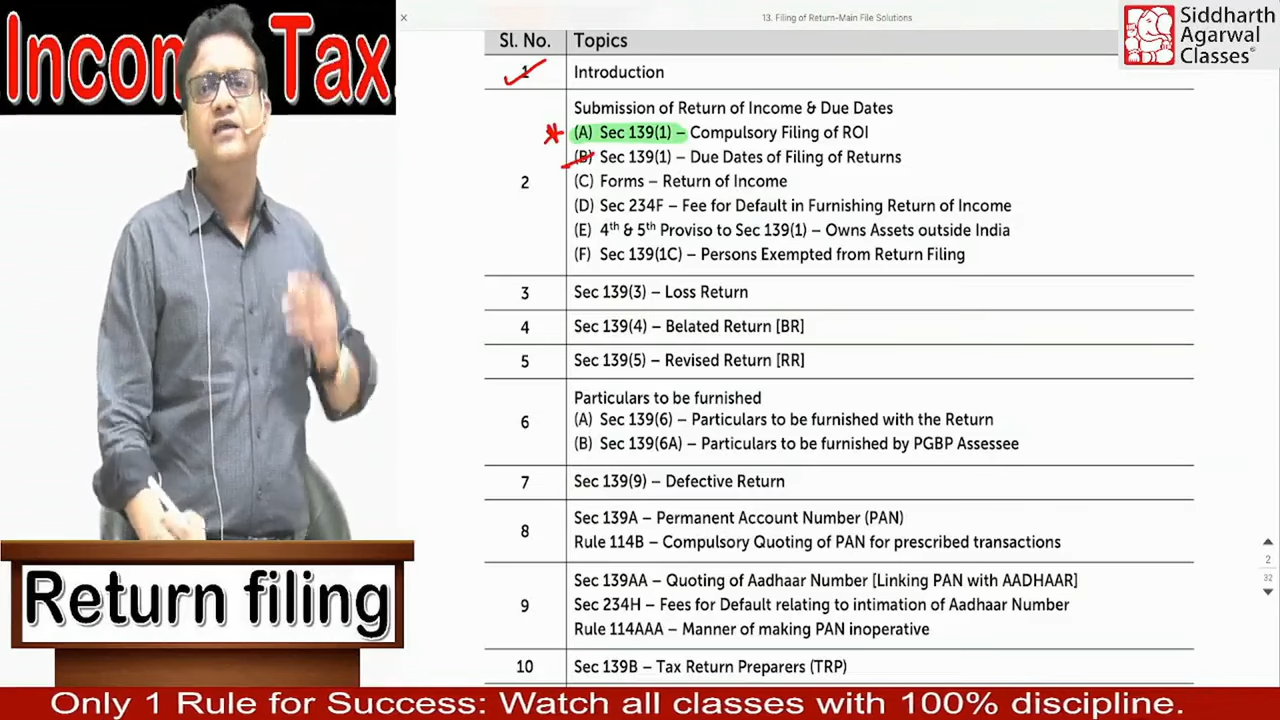 Income Tax
13. Filing of Return-Main File Solutions
Siddharth
Agarwal
Classes®
Sl. No. Topics
1 Introduction
Submission of Return of Income & Due Dates
(A) Sec 139(1) – Compulsory Filing of ROI
(B) Sec 139(1) – Due Dates of Filing of Returns
2 (C) Forms – Return of Income
(D) Sec 234F – Fee for Default in Furnishing Return of Income
(E) 4th & 5th Proviso to Sec 139(1) – Owns Assets outside India
(F) Sec 139(1C) – Persons Exempted from Return Filing
3 Sec 139(3) – Loss Return
4 Sec 139(4) – Belated Return [BR]
5 Sec 139(5) – Revised Return [RR]
Particulars to be furnished
6 (A) Sec 139(6) – Particulars to be furnished with the Return
(B) Sec 139(6A) – Particulars to be furnished by PGBP Assessee
7 Sec 139(9) – Defective Return
Sec 139A – Permanent Account Number (PAN)
8 Rule 114B – Compulsory Quoting of PAN for prescribed transactions
Sec 139AA – Quoting of Aadhaar Number [Linking PAN with AADHAAR]
9 Sec 234H – Fees for Default relating to intimation of Aadhaar Number
Rule 114AAA – Manner of making PAN inoperative
10 Sec 139B – Tax Return Preparers (TRP)
2
32
Return filing
Only 1 Rule for Success: Watch all classes with 100% discipline.